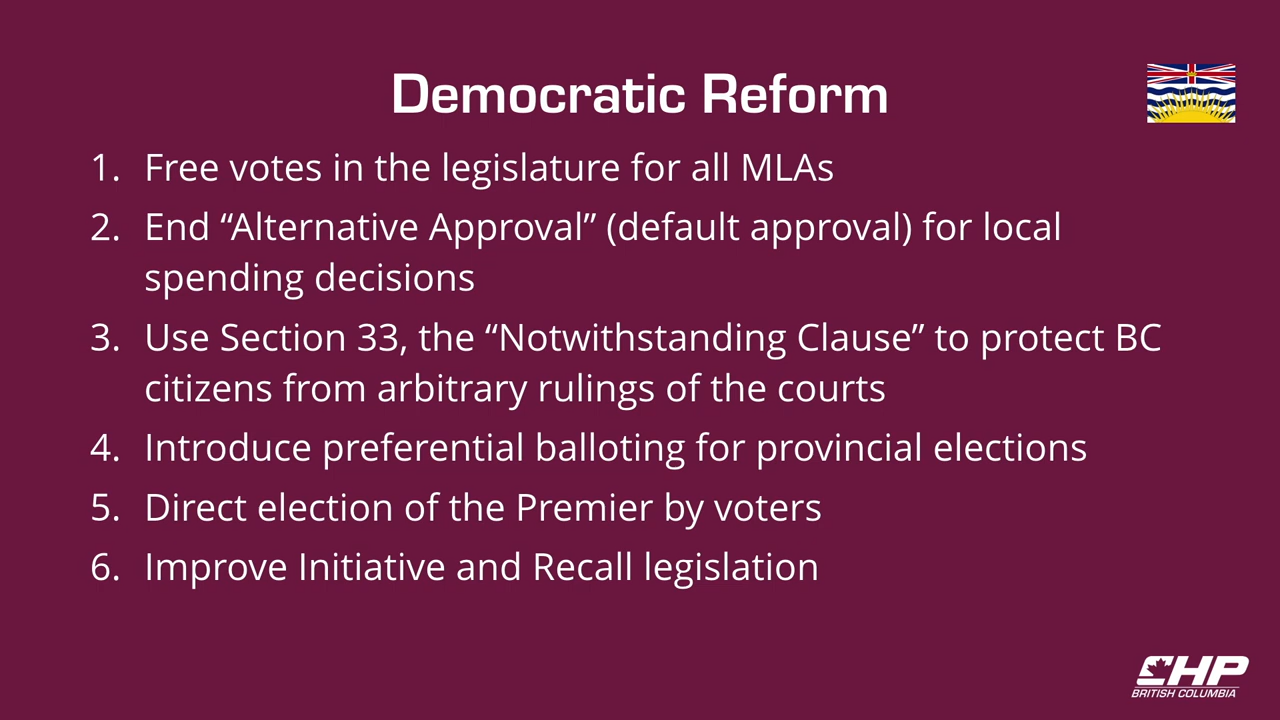 Democratic Reform
1. Free votes in the legislature for all MLAs
2. End “Alternative Approval” (default approval) for local
spending decisions
3. Use Section 33, the “Notwithstanding Clause” to protect BC
citizens from arbitrary rulings of the courts
4. Introduce preferential balloting for provincial elections
5. Direct election of the Premier by voters
6. Improve Initiative and Recall legislation
CHP
BRITISH COLUMBIA